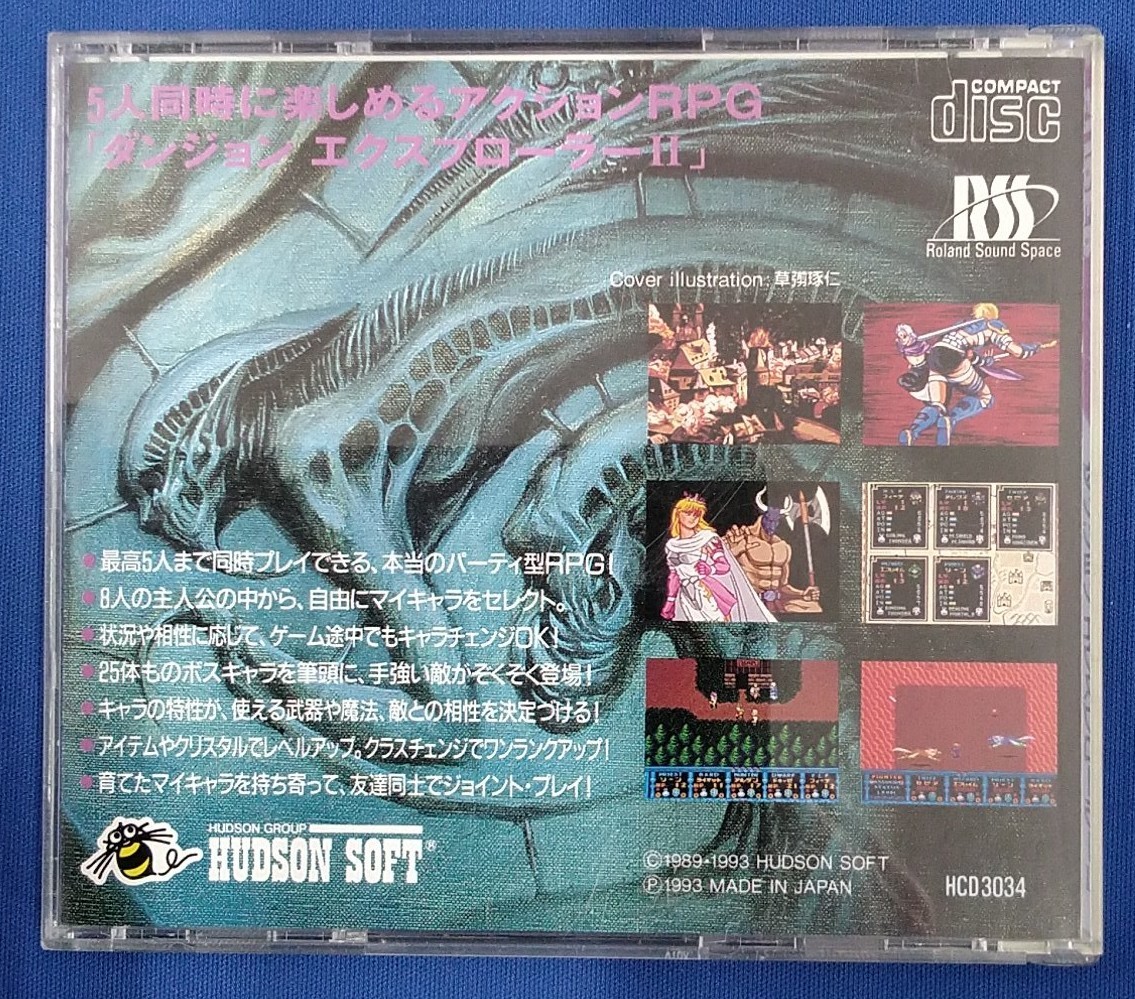 5人同時に楽しめるアクションRPG
「ダンジョン エクスプローラーII」
COMPACT
disc
RSS
Roland Sound Space
Cover illustration:草彅琢仁
●最高5人まで同時プレイできる、本当のパーティ型RPG!
●8人の主人公の中から、自由にマイキャラをセレクト。
●状況や相性に応じて、ゲーム途中でもキャラチェンジOK!
●25体ものボスキャラを筆頭に、手強い敵がぞくぞく登場!
●キャラの特性が、使える武器や魔法、敵との相性を決定づける!
●アイテムやクリスタルでレベルアップ。クラスチェンジでワンランクアップ!
●育てたマイキャラを持ち寄って、友達同士でジョイント・プレイ!
HUDSON GROUP
HUDSON SOFT®
©1989・1993 HUDSON SOFT
Ⓟ1993 MADE IN JAPAN
HCD3034